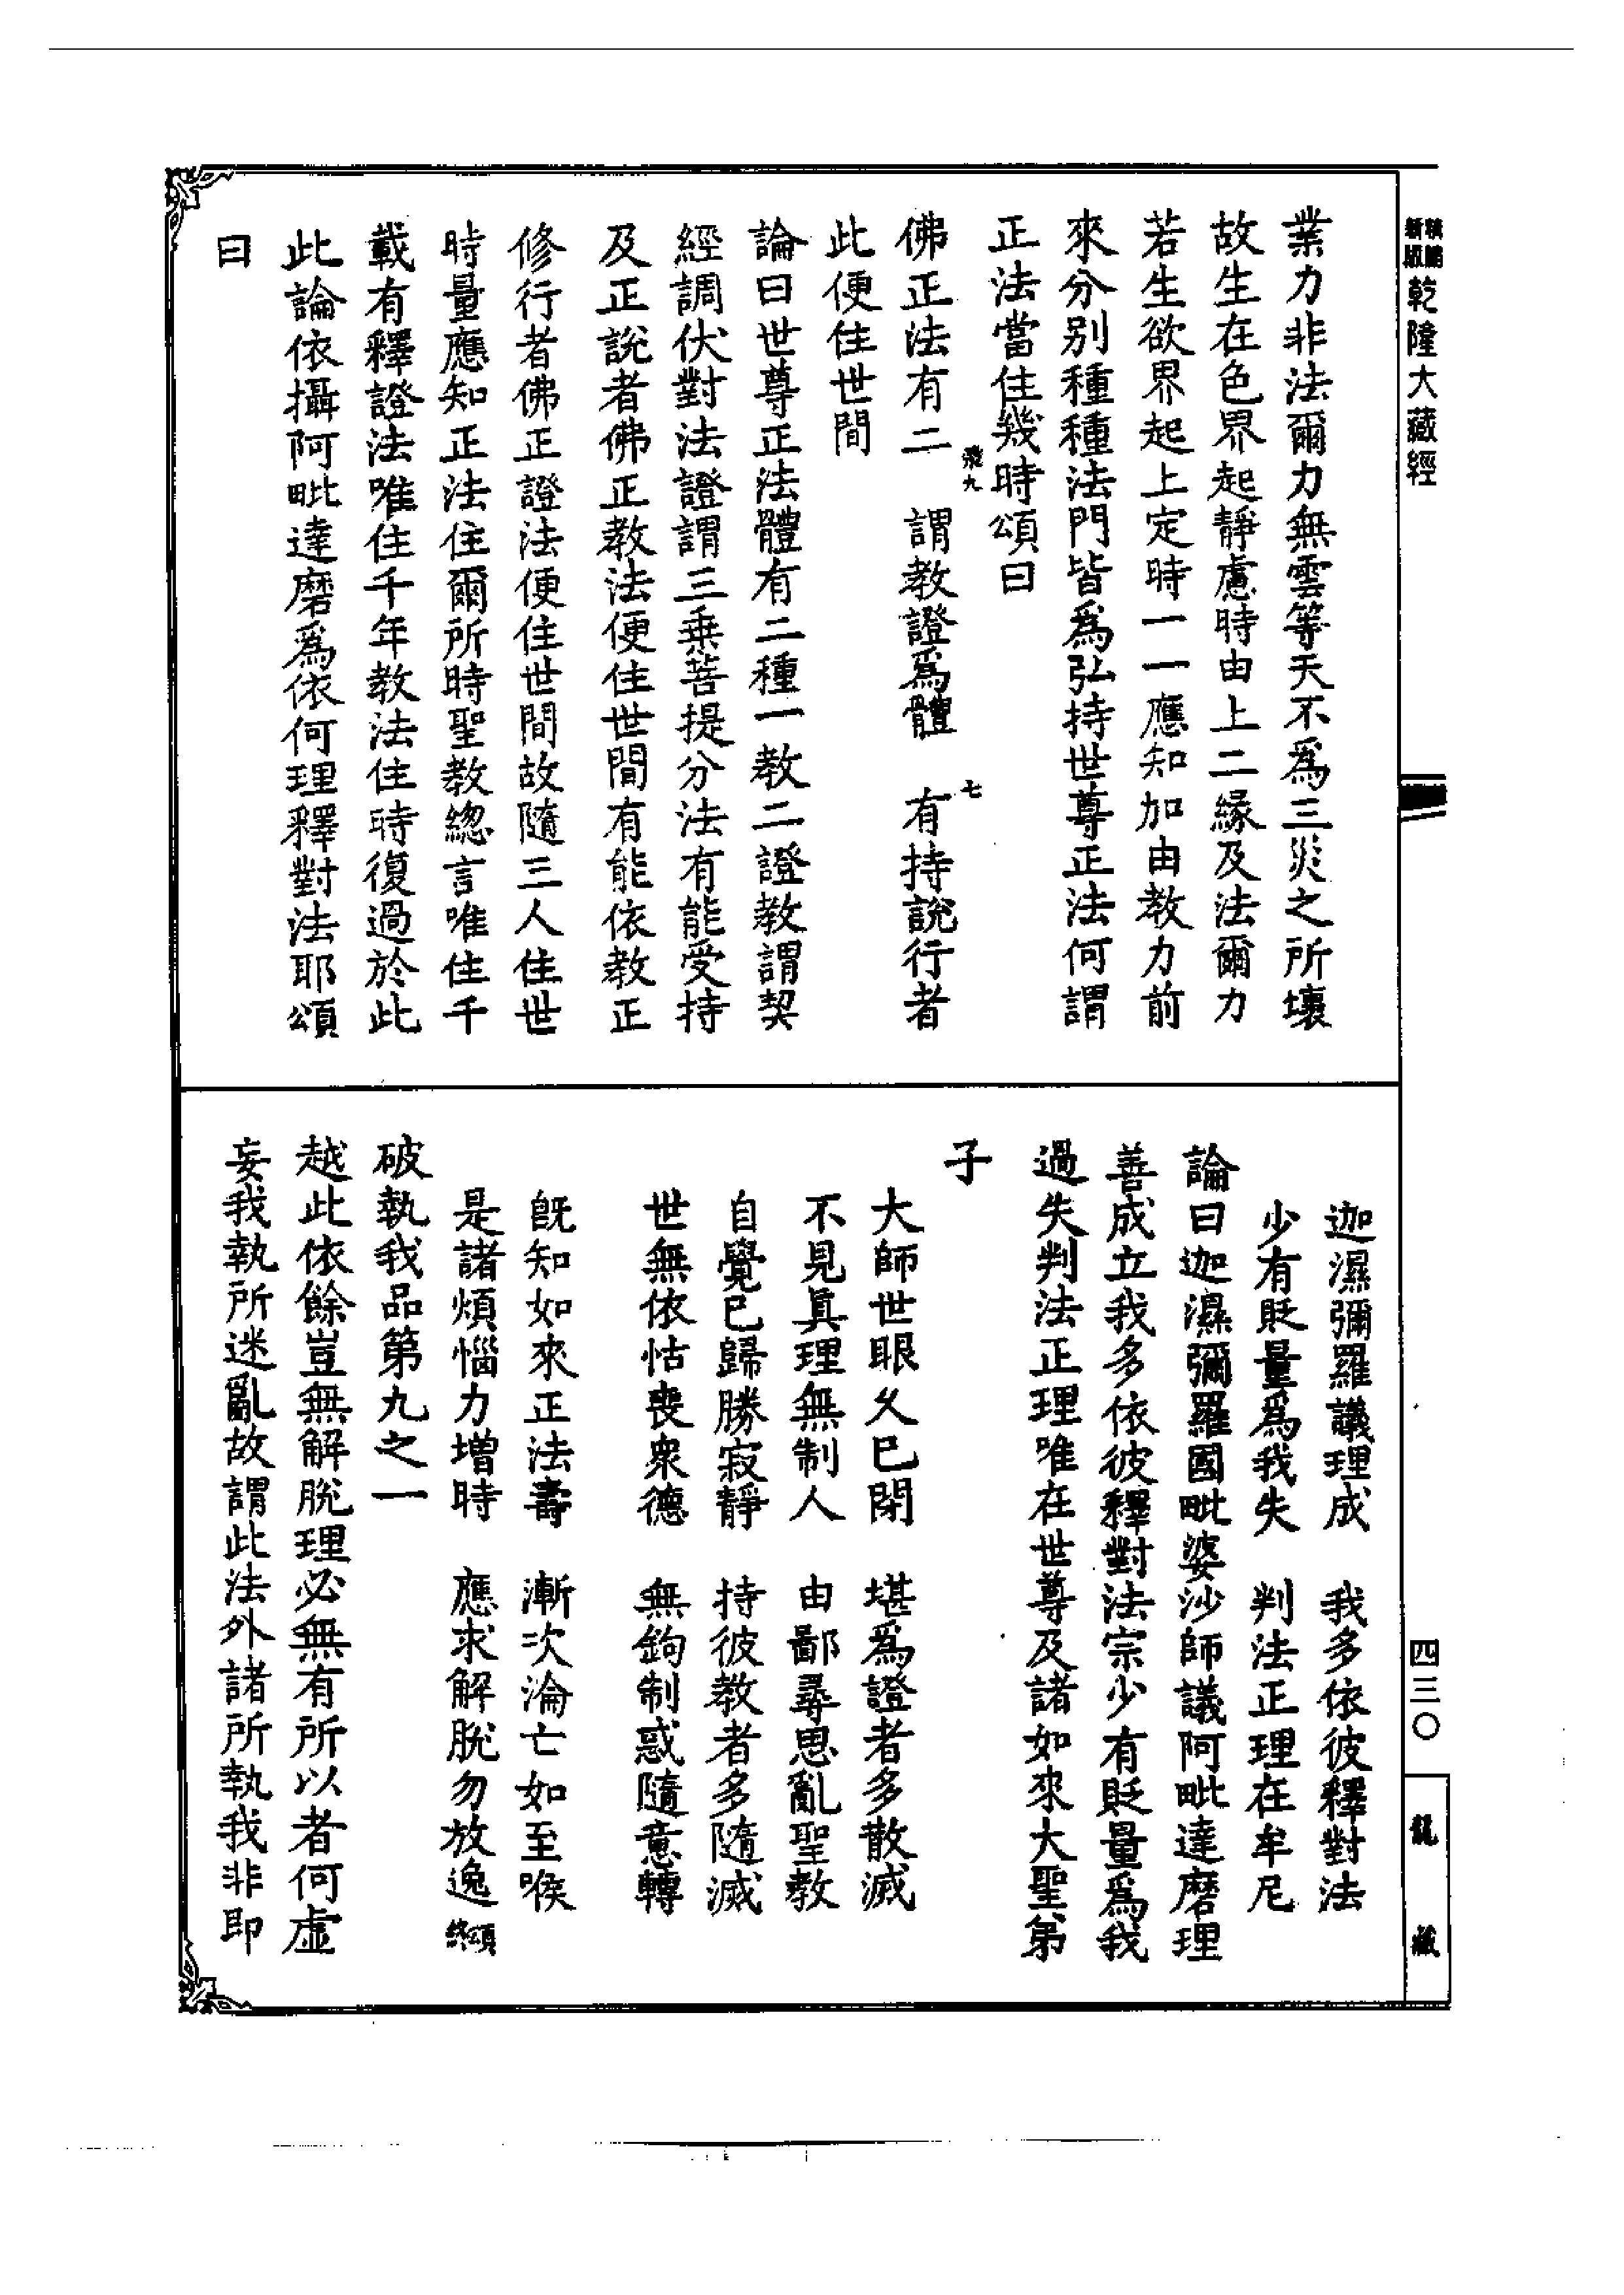 精縮
新版
乾隆大藏經
業力非法爾力無雲等天不爲三災之所壞
故生在色界起靜慮時由上二緣及法爾力
若生欲界起上定時一一應知加由教力前
來分别種種法門皆爲弘持世尊正法何謂
正法當住幾時頌曰
七
佛正法有二　謂教證爲體　有持說行者
此便住世間
論曰世尊正法體有二種一教二證教謂契
經調伏對法證謂三乗菩提分法有能受持
及正說者佛正教法便住世間有能依教正
修行者佛正證法便住世間故隨三人住世
時量應知正法住爾所時聖教緫言唯住千
載有釋證法唯住千年教法住時復過於此
此論依攝阿毗達磨爲依何理釋對法耶頌
曰
迦濕彌羅議理成　我多依彼釋對法
少有貶量爲我失　判法正理在牟尼
論曰迦濕彌羅國毗婆沙師議阿毗達磨理
善成立我多依彼釋對法宗少有貶量爲我
過失判法正理唯在世尊及諸如來大聖弟
子
大師世眼久已閉　堪爲證者多散滅
不見眞理無制人　由鄙尋思亂聖教
自覺已歸勝寂靜　持彼教者多隨滅
世無依怙喪衆德　無鉤制惑隨意轉
旣知如來正法壽　漸次淪亡如至喉
是諸煩惱力增時　應求解脫勿放逸頌終
破執我品第九之一
越此依餘豈無解脫理必無有所以者何虛
妄我執所迷亂故謂此法外諸所執我非即
四三〇
龍藏